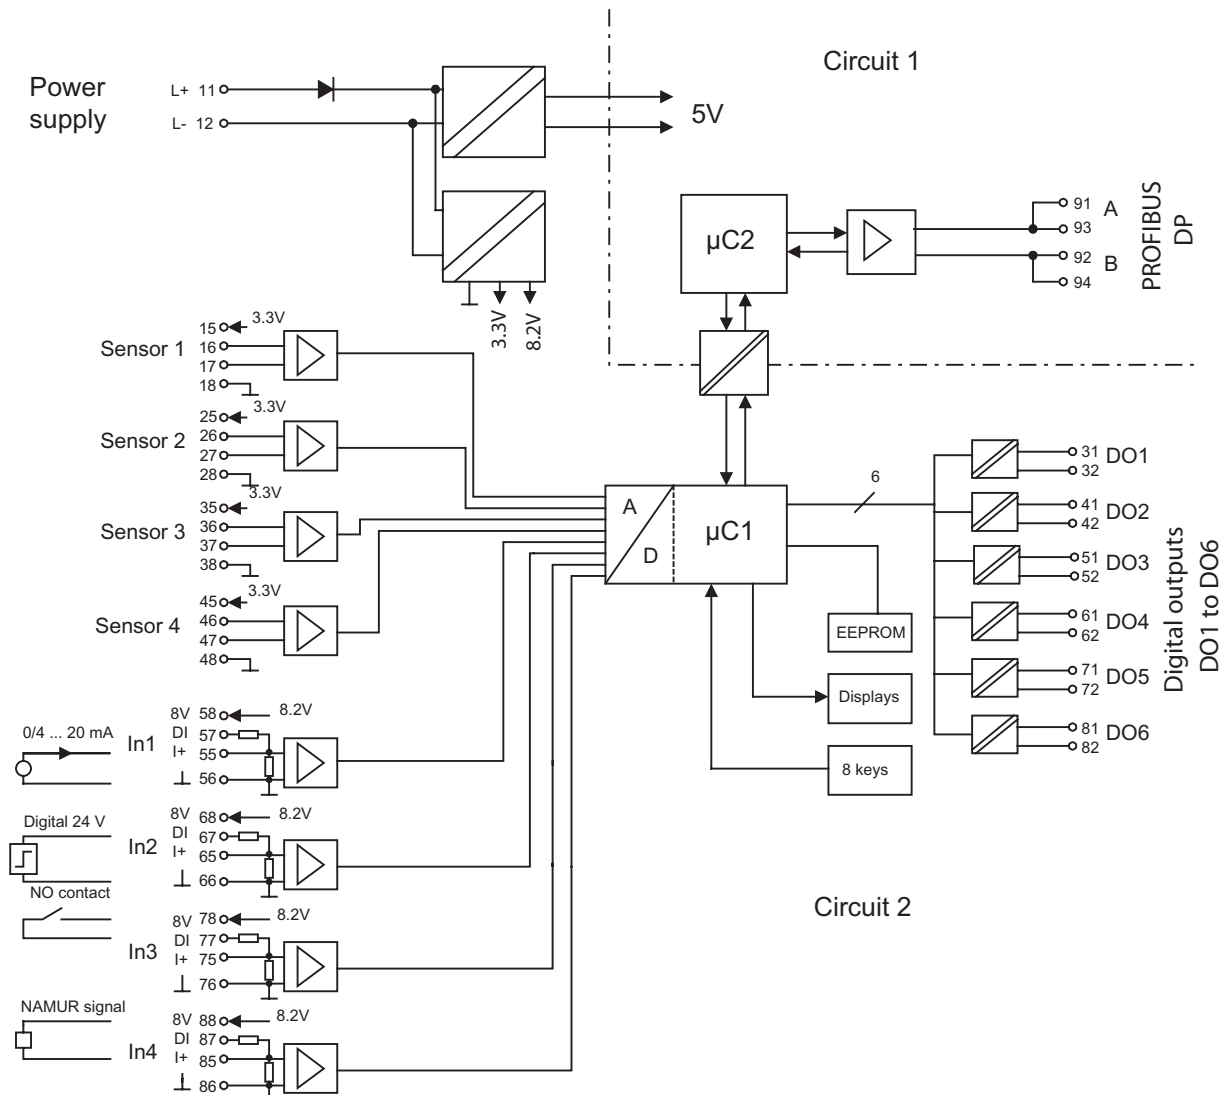 Circuit 1
Power
supply
L+ 11
L- 12
5V
3.3V
8.2V
µC2
91
93
92
94
A
B
PROFIBUS
DP
Sensor 1
15
16
17
18
3.3V
Sensor 2
25
26
27
28
3.3V
Sensor 3
35
36
37
38
3.3V
Sensor 4
45
46
47
48
3.3V
A
D
µC1
6
EEPROM
Displays
8 keys
31
32
DO1
41
42
DO2
51
52
DO3
61
62
DO4
71
72
DO5
81
82
DO6
Digital outputs
DO1 to DO6
0/4 ... 20 mA
In1
8V 58
DI 57
I+ 55
56
8.2V
Digital 24 V
In2
8V 68
DI 67
I+ 65
66
8.2V
NO contact
In3
8V 78
DI 77
I+ 75
76
8.2V
NAMUR signal
In4
8V 88
DI 87
I+ 85
86
8.2V
Circuit 2